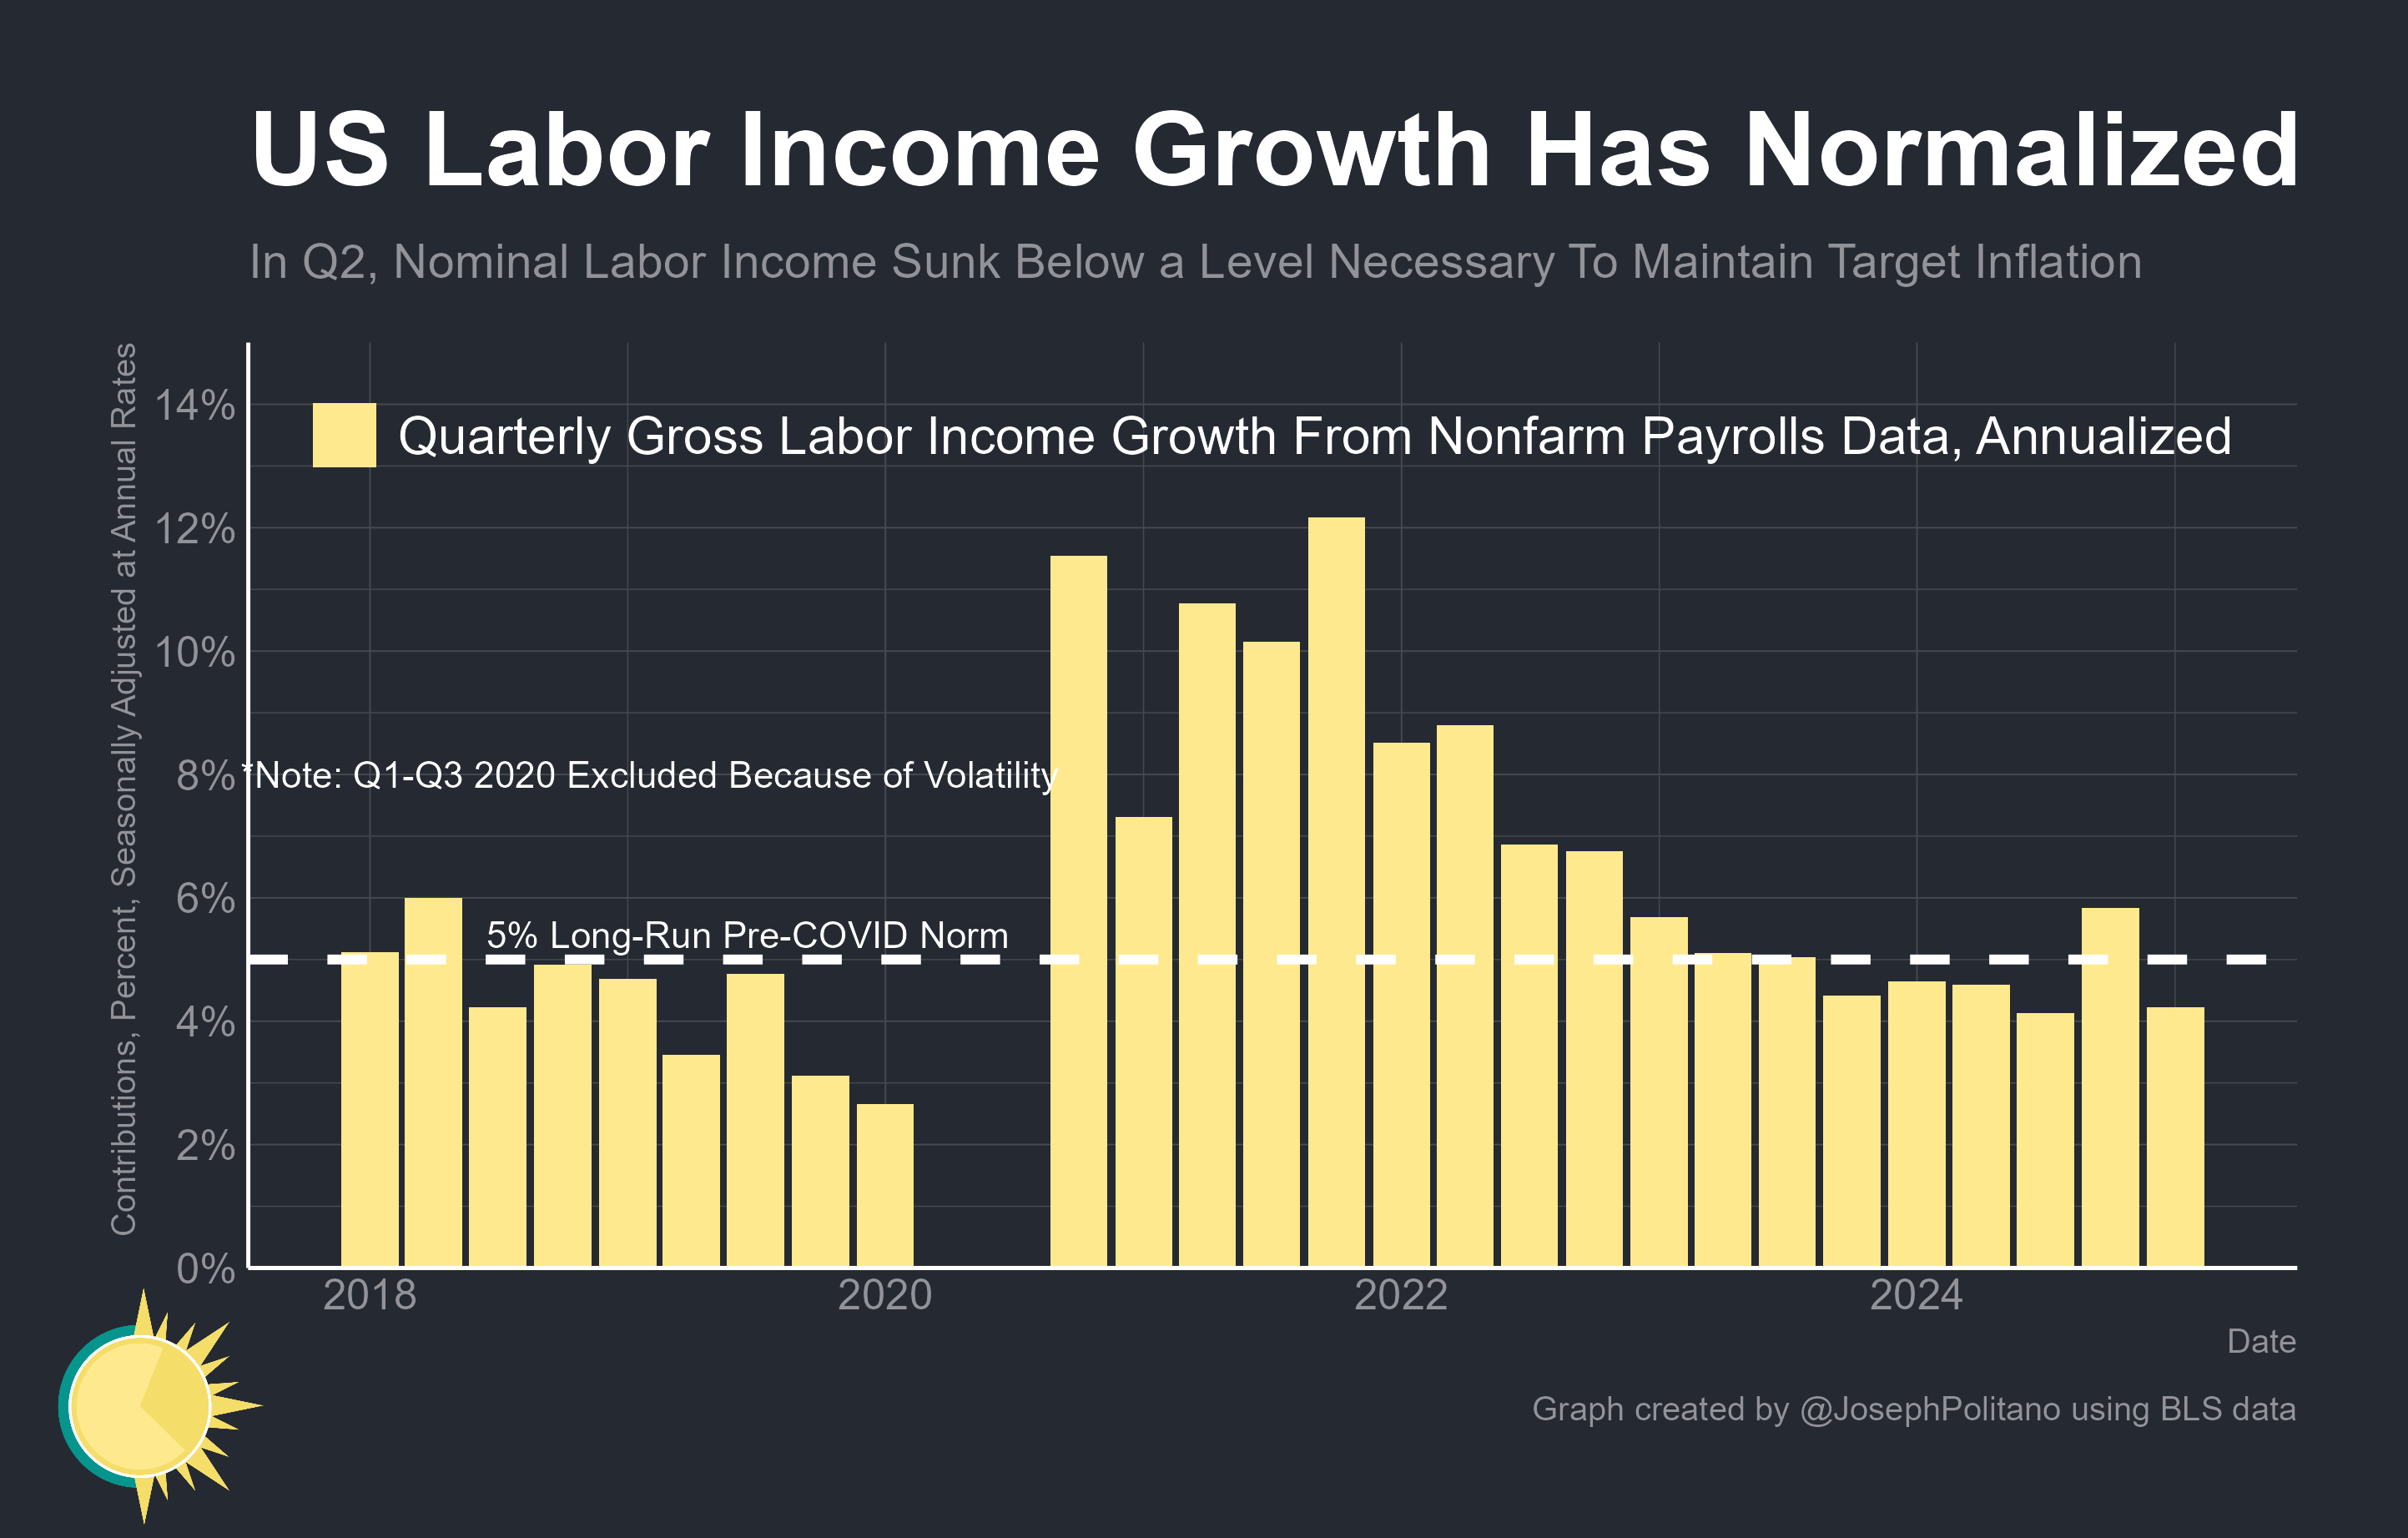 US Labor Income Growth Has Normalized
In Q2, Nominal Labor Income Sunk Below a Level Necessary To Maintain Target Inflation
Contributions, Percent, Seasonally Adjusted at Annual Rates
14%
Quarterly Gross Labor Income Growth From Nonfarm Payrolls Data, Annualized
12%
10%
8%
*Note: Q1-Q3 2020 Excluded Because of Volatility
6%
5% Long-Run Pre-COVID Norm
4%
2%
0%
2018 2020 2022 2024
Date
Graph created by @JosephPolitano using BLS data